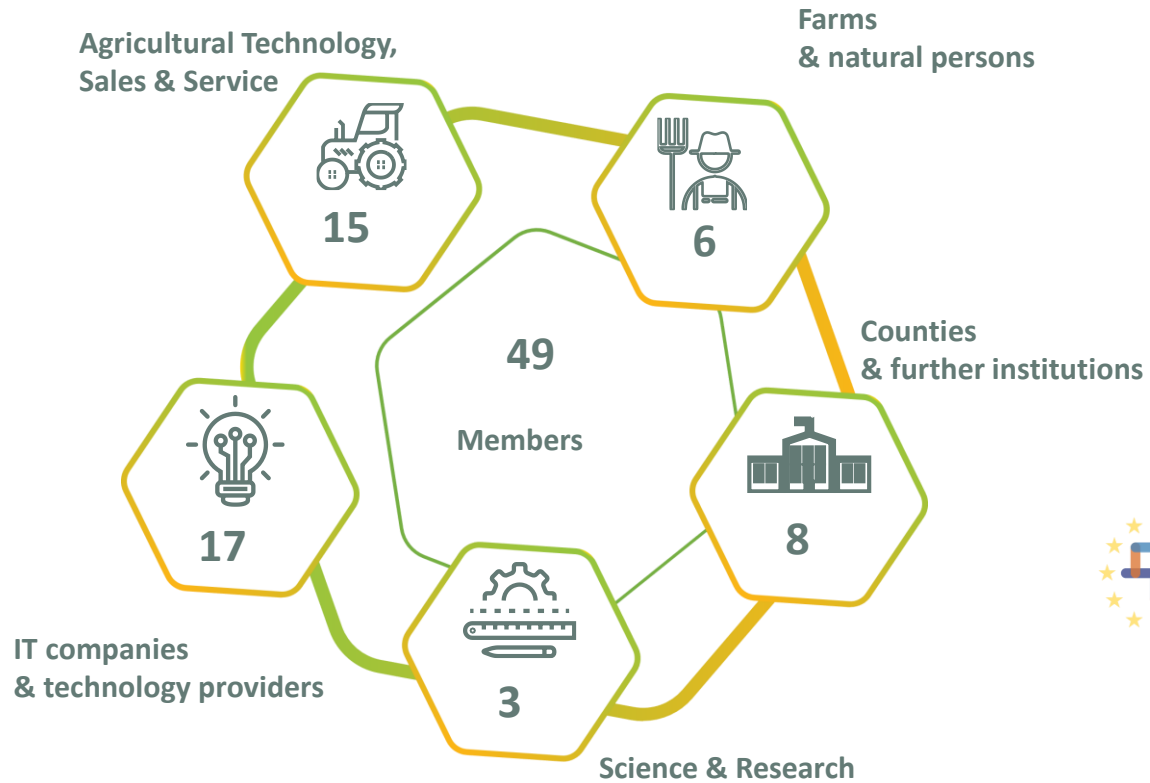 Farms
& natural persons
Agricultural Technology,
Sales & Service
15
6
49
Members
Counties
& further institutions
17
8
IT companies
& technology providers
3
Science & Research